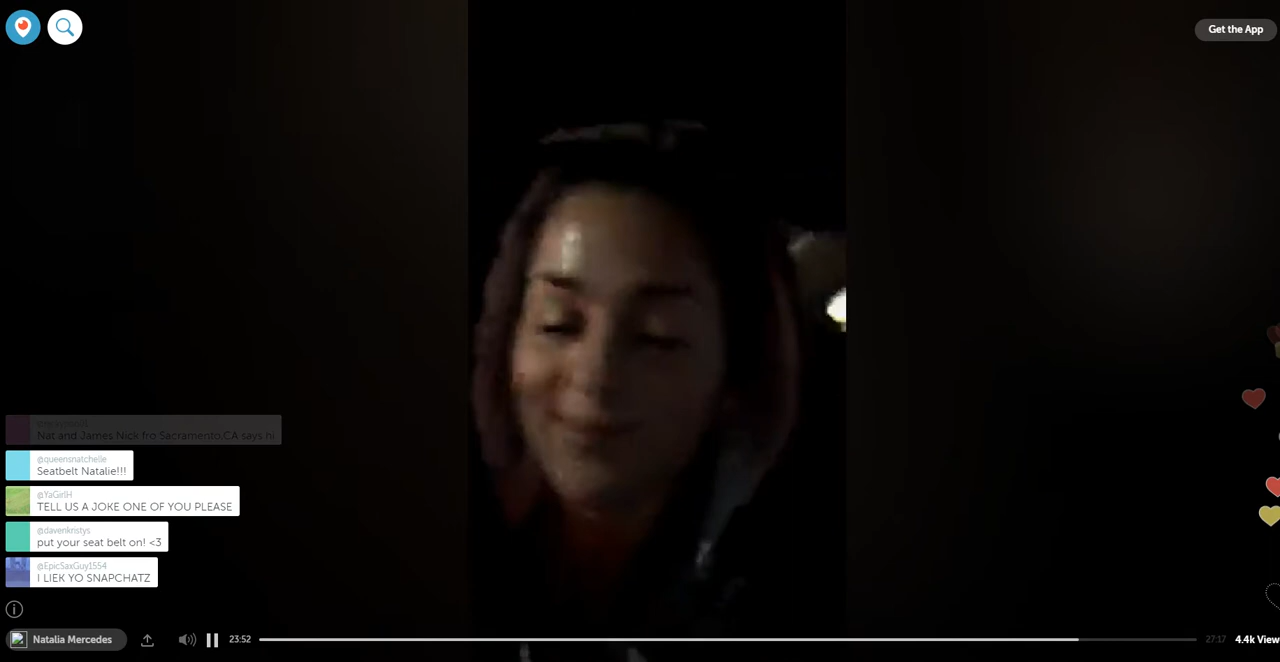 Get the App
Nat and James Nick fro Sacramento,CA says hi
@queensnatchelle
Seatbelt Natalie!!!
@YaGirlH
TELL US A JOKE ONE OF YOU PLEASE
@davenkristys
put your seat belt on! <3
@EpicSaxGuy1554
I LIEK YO SNAPCHATZ
Natalia Mercedes
23:52
27:17
4.4k View